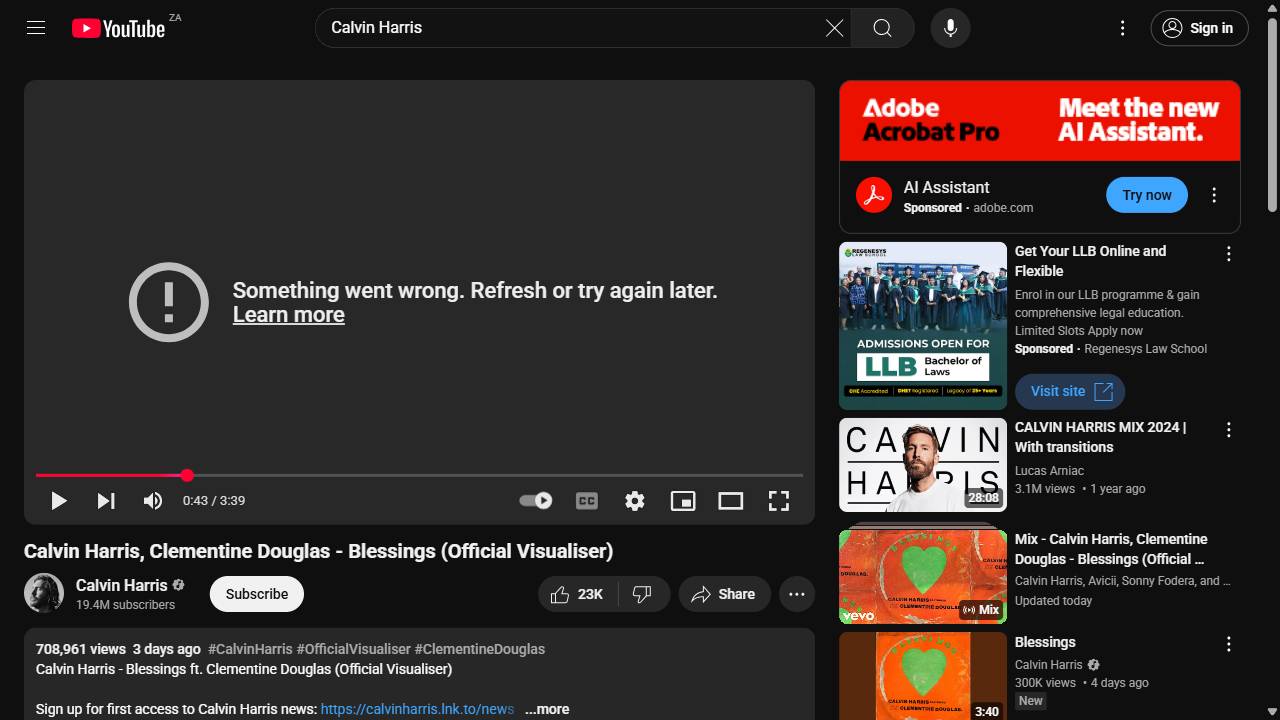 YouTube ZA
Calvin Harris
Sign in
Something went wrong. Refresh or try again later.
Learn more
0:43 / 3:39
CC
Calvin Harris, Clementine Douglas - Blessings (Official Visualiser)
Calvin Harris
19.4M subscribers
Subscribe
23K
Share
708,961 views 3 days ago #CalvinHarris #OfficialVisualiser #ClementineDouglas
Calvin Harris - Blessings ft. Clementine Douglas (Official Visualiser)
Sign up for first access to Calvin Harris news: https://calvinharris.lnk.to/news ...more
Adobe
Acrobat Pro
Meet the new
AI Assistant.
AI Assistant
Sponsored · adobe.com
Try now
REGENESYS
LAW SCHOOL
ADMISSIONS OPEN FOR
LLB Bachelor of
Laws
CHE Accredited | DHET Registered | Legacy of 25+ Years
Get Your LLB Online and
Flexible
Enrol in our LLB programme & gain
comprehensive legal education.
Limited Slots Apply now
Sponsored · Regenesys Law School
Visit site
CALVIN
HARRIS
28:08
CALVIN HARRIS MIX 2024 |
With transitions
Lucas Arniac
3.1M views • 1 year ago
BLESSINGS
CALVIN HARRIS
CLEMENTINE DOUGLAS
vevo
Mix
Mix - Calvin Harris, Clementine
Douglas - Blessings (Official ...
Calvin Harris, Avicii, Sonny Fodera, and ...
Updated today
CALVIN HARRIS
CLEMENTINE DOUGLAS
3:40
Blessings
Calvin Harris
300K views • 4 days ago
New